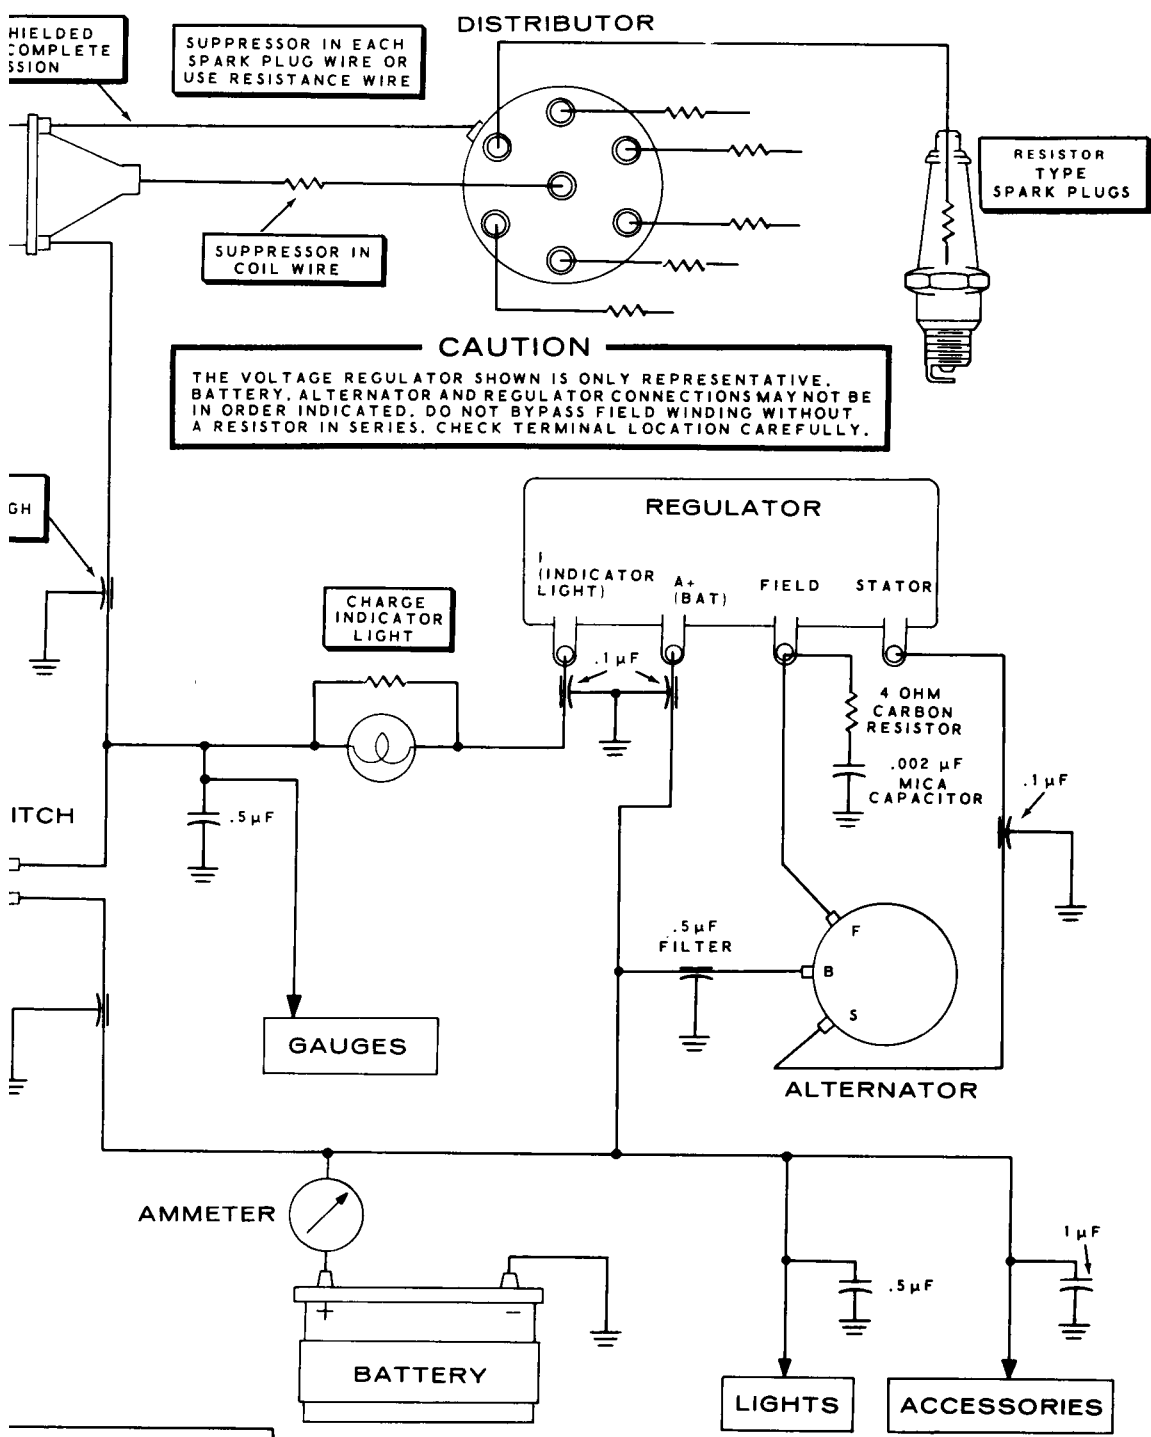 DISTRIBUTOR
HIELDED
COMPLETE
SSION
SUPPRESSOR IN EACH
SPARK PLUG WIRE OR
USE RESISTANCE WIRE
RESISTOR
TYPE
SPARK PLUGS
SUPPRESSOR IN
COIL WIRE
CAUTION
THE VOLTAGE REGULATOR SHOWN IS ONLY REPRESENTATIVE.
BATTERY, ALTERNATOR AND REGULATOR CONNECTIONS MAY NOT BE
IN ORDER INDICATED. DO NOT BYPASS FIELD WINDING WITHOUT
A RESISTOR IN SERIES. CHECK TERMINAL LOCATION CAREFULLY.
GH
REGULATOR
I
(INDICATOR
LIGHT)
A+
(BAT)
FIELD
STATOR
CHARGE
INDICATOR
LIGHT
.1 µF
4 OHM
CARBON
RESISTOR
.002 µF
MICA
CAPACITOR
.1 µF
ITCH
.5 µF
.5 µF
FILTER
F
B
S
GAUGES
ALTERNATOR
AMMETER
1 µF
.5 µF
+
−
BATTERY
LIGHTS
ACCESSORIES